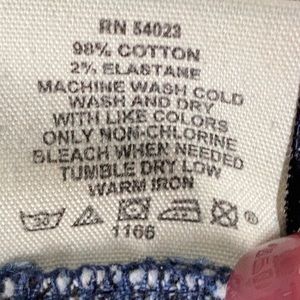 RN 54023
98% COTTON
2% ELASTANE
MACHINE WASH COLD
WASH AND DRY
WITH LIKE COLORS
ONLY NON-CHLORINE
BLEACH WHEN NEEDED
TUMBLE DRY LOW
WARM IRON
1166